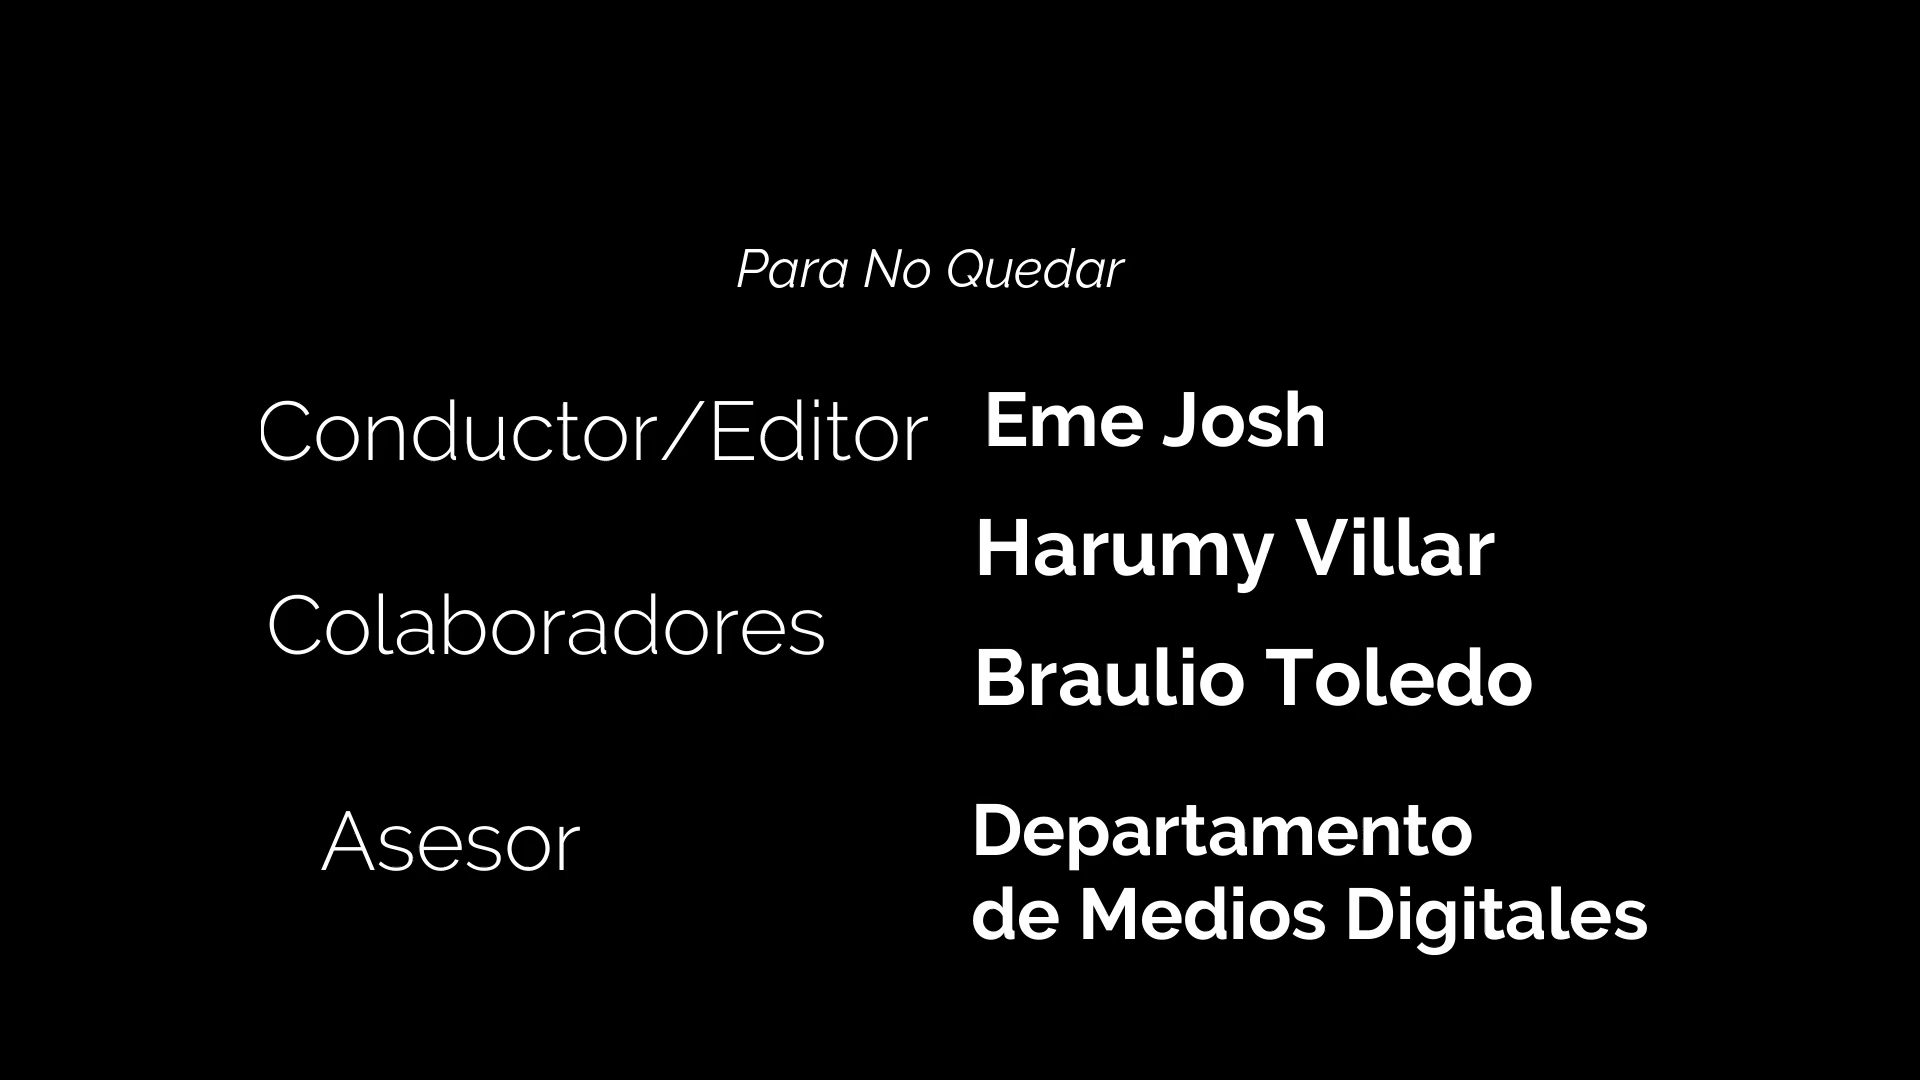 Para No Quedar
Conductor/Editor Eme Josh
Colaboradores
Harumy Villar
Braulio Toledo
Asesor
Departamento
de Medios Digitales